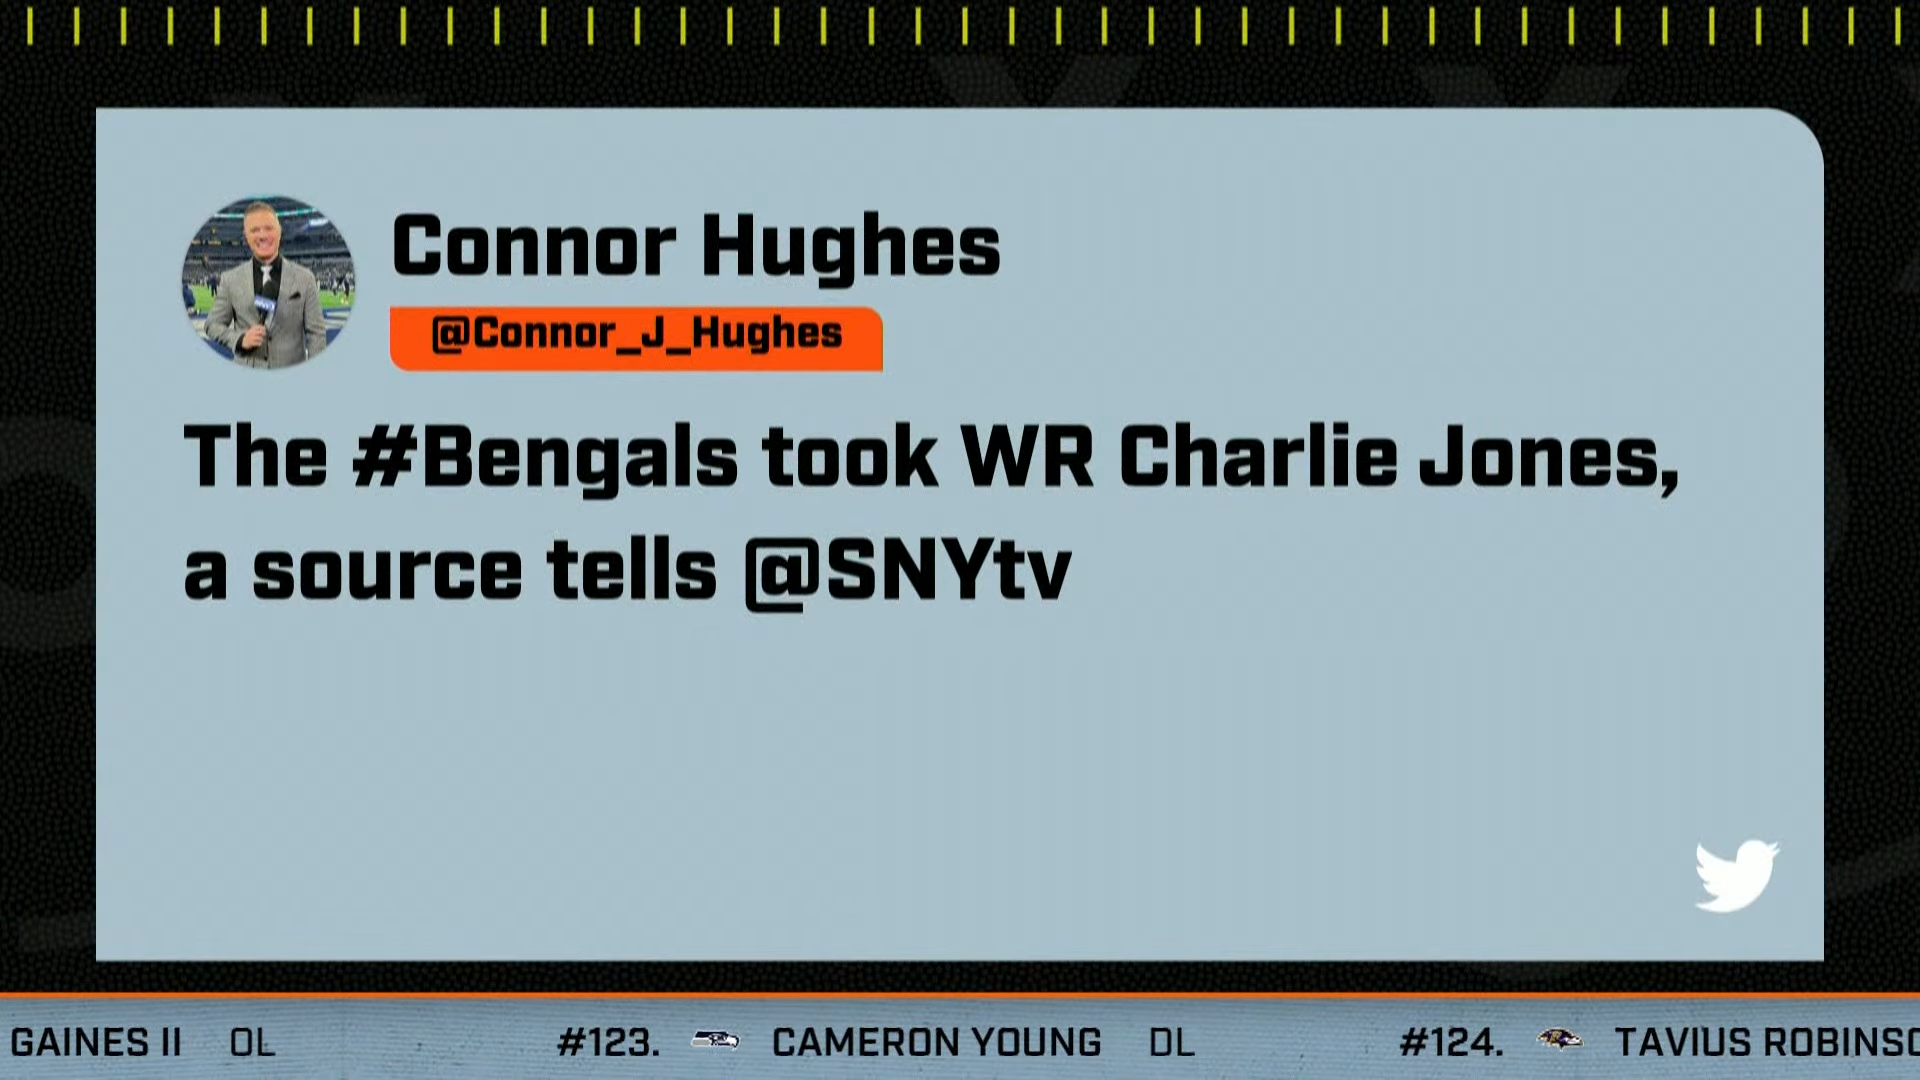 Connor Hughes
@Connor_J_Hughes
The #Bengals took WR Charlie Jones,
a source tells @SNYtv
GAINES II OL #123. CAMERON YOUNG DL #124. TAVIUS